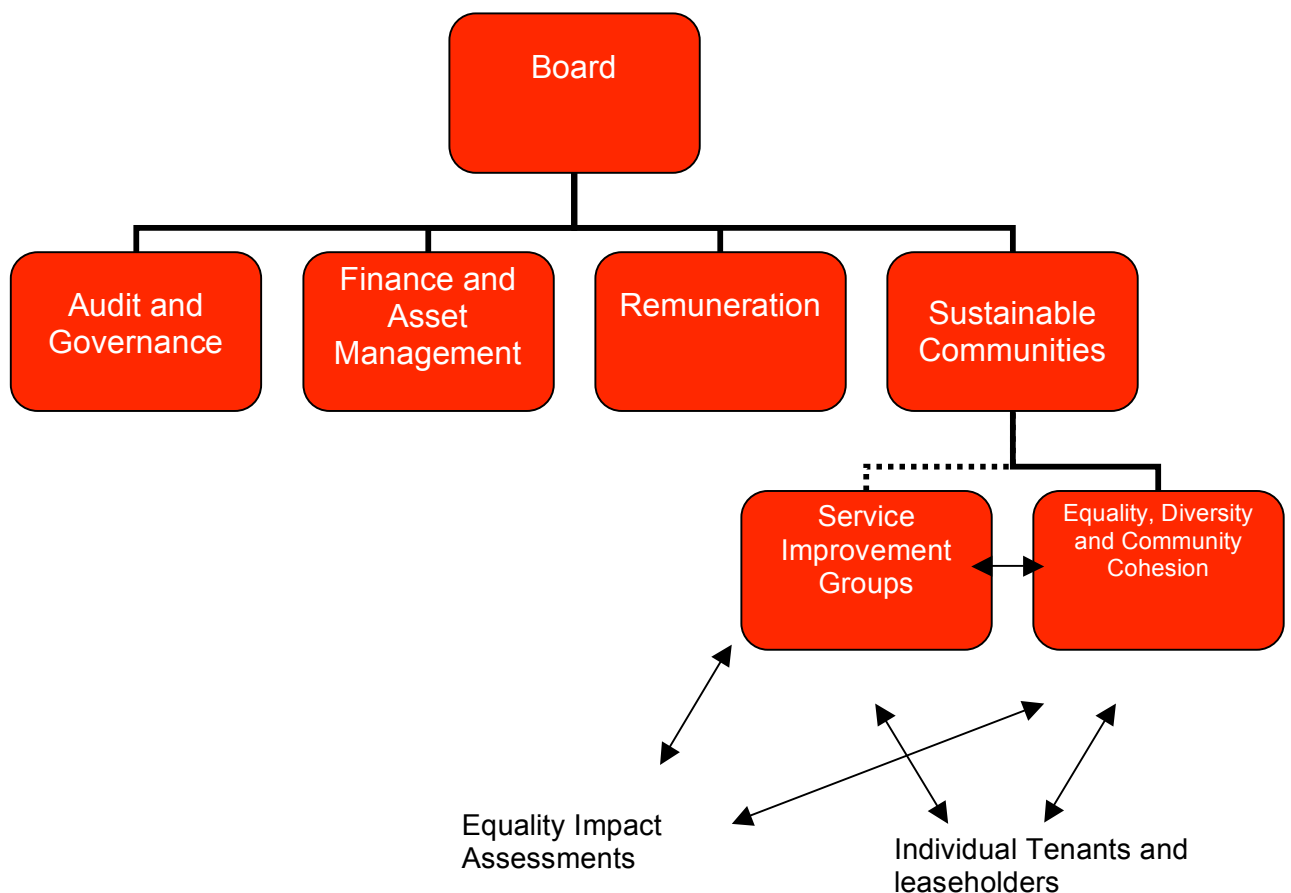 Board
Audit and
Governance
Finance and
Asset
Management
Remuneration
Sustainable
Communities
Service
Improvement
Groups
Equality, Diversity
and Community
Cohesion
Equality Impact
Assessments
Individual Tenants and
leaseholders